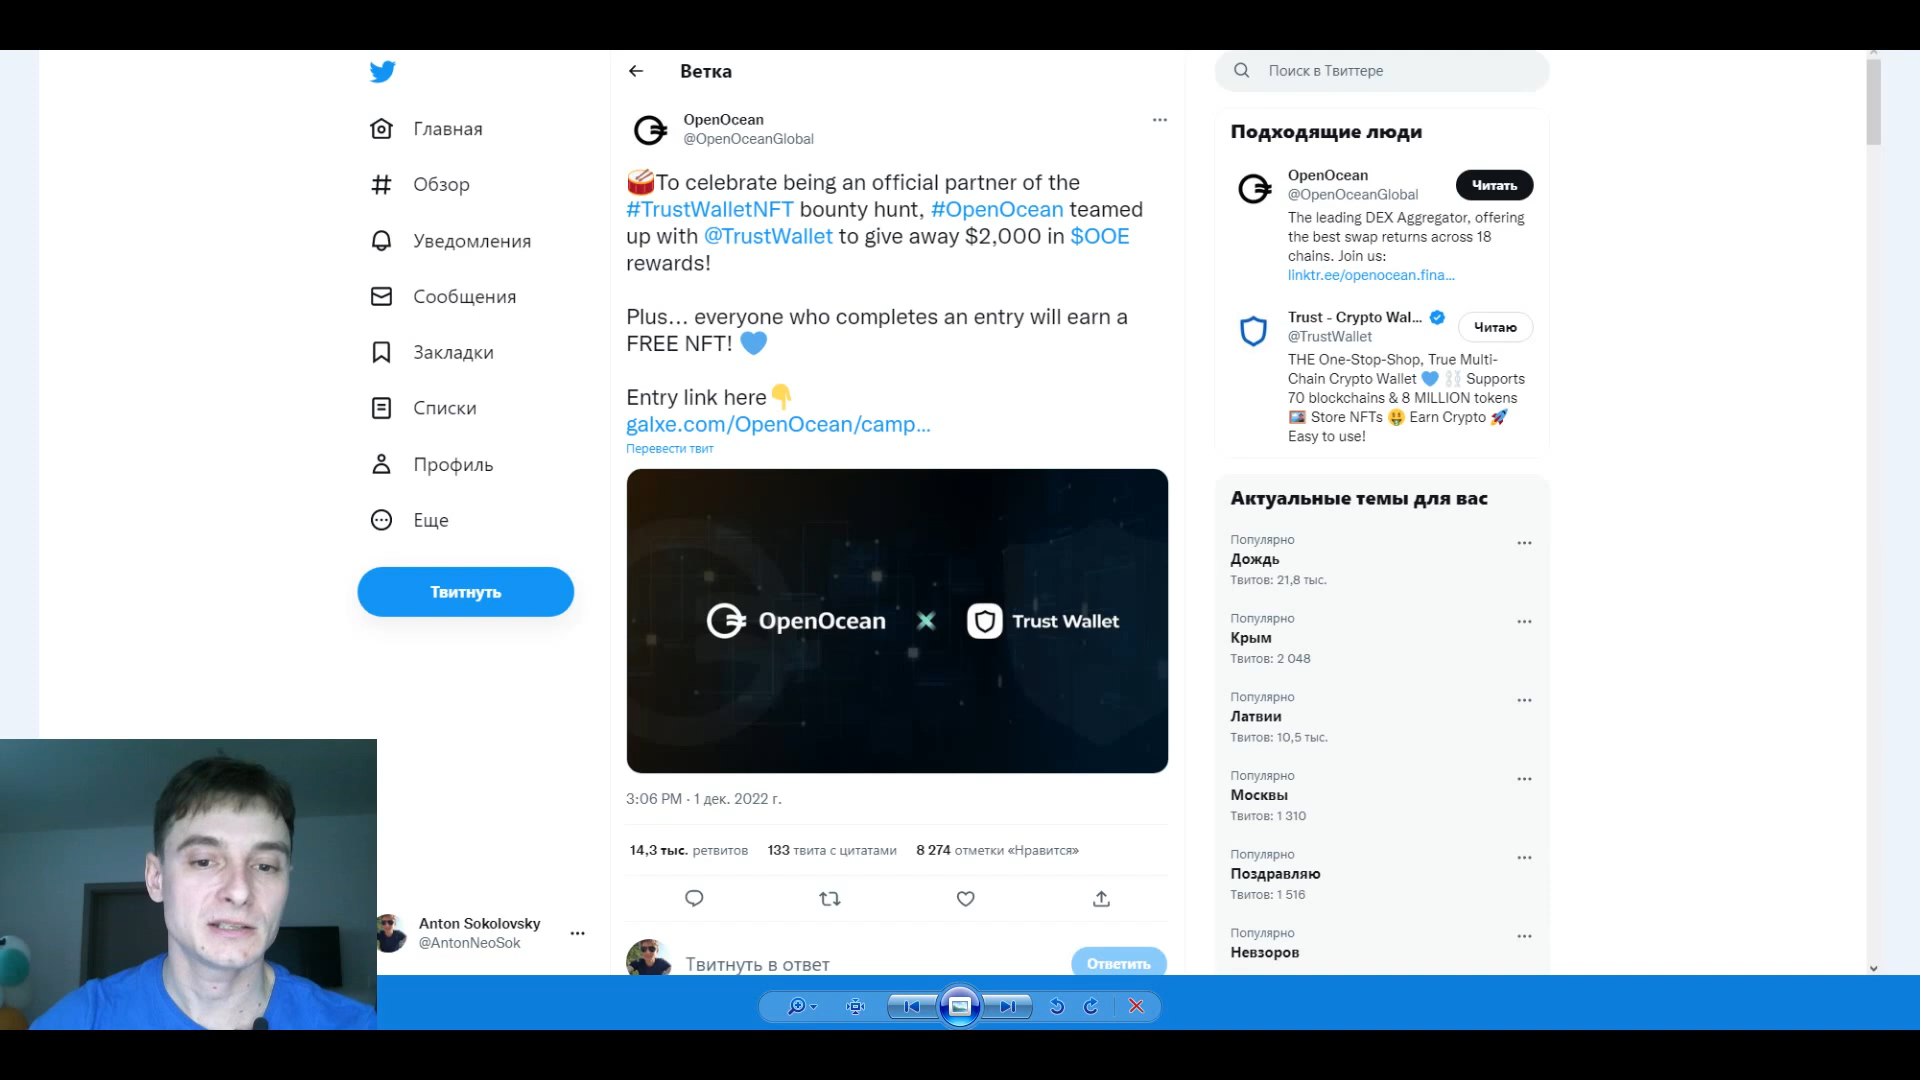 Главная
Обзор
Уведомления
Сообщения
Закладки
Списки
Профиль
Еще
Твитнуть
Anton Sokolovsky
@AntonNeoSok
Ветка
OpenOcean
@OpenOceanGlobal
To celebrate being an official partner of the
#TrustWalletNFT bounty hunt, #OpenOcean teamed
up with @TrustWallet to give away $2,000 in $OOE
rewards!
Plus... everyone who completes an entry will earn a
FREE NFT!
Entry link here
galxe.com/OpenOcean/camp...
Перевести твит
OpenOcean
Trust Wallet
3:06 PM · 1 дек. 2022 г.
14,3 тыс. ретвитов 133 твита с цитатами 8 274 отметки «Нравится»
Твитнуть в ответ
Ответить
Поиск в Твиттере
Подходящие люди
OpenOcean
@OpenOceanGlobal
Читать
The leading DEX Aggregator, offering
the best swap returns across 18
chains. Join us:
linktr.ee/openocean.fina...
Trust - Crypto Wal...
@TrustWallet
Читаю
THE One-Stop-Shop, True Multi-
Chain Crypto Wallet Supports
70 blockchains & 8 MILLION tokens
Store NFTs Earn Crypto
Easy to use!
Актуальные темы для вас
Популярно
Дождь
Твитов: 21,8 тыс.
Популярно
Крым
Твитов: 2 048
Популярно
Латвии
Твитов: 10,5 тыс.
Популярно
Москвы
Твитов: 1 310
Популярно
Поздравляю
Твитов: 1 516
Популярно
Невзоров